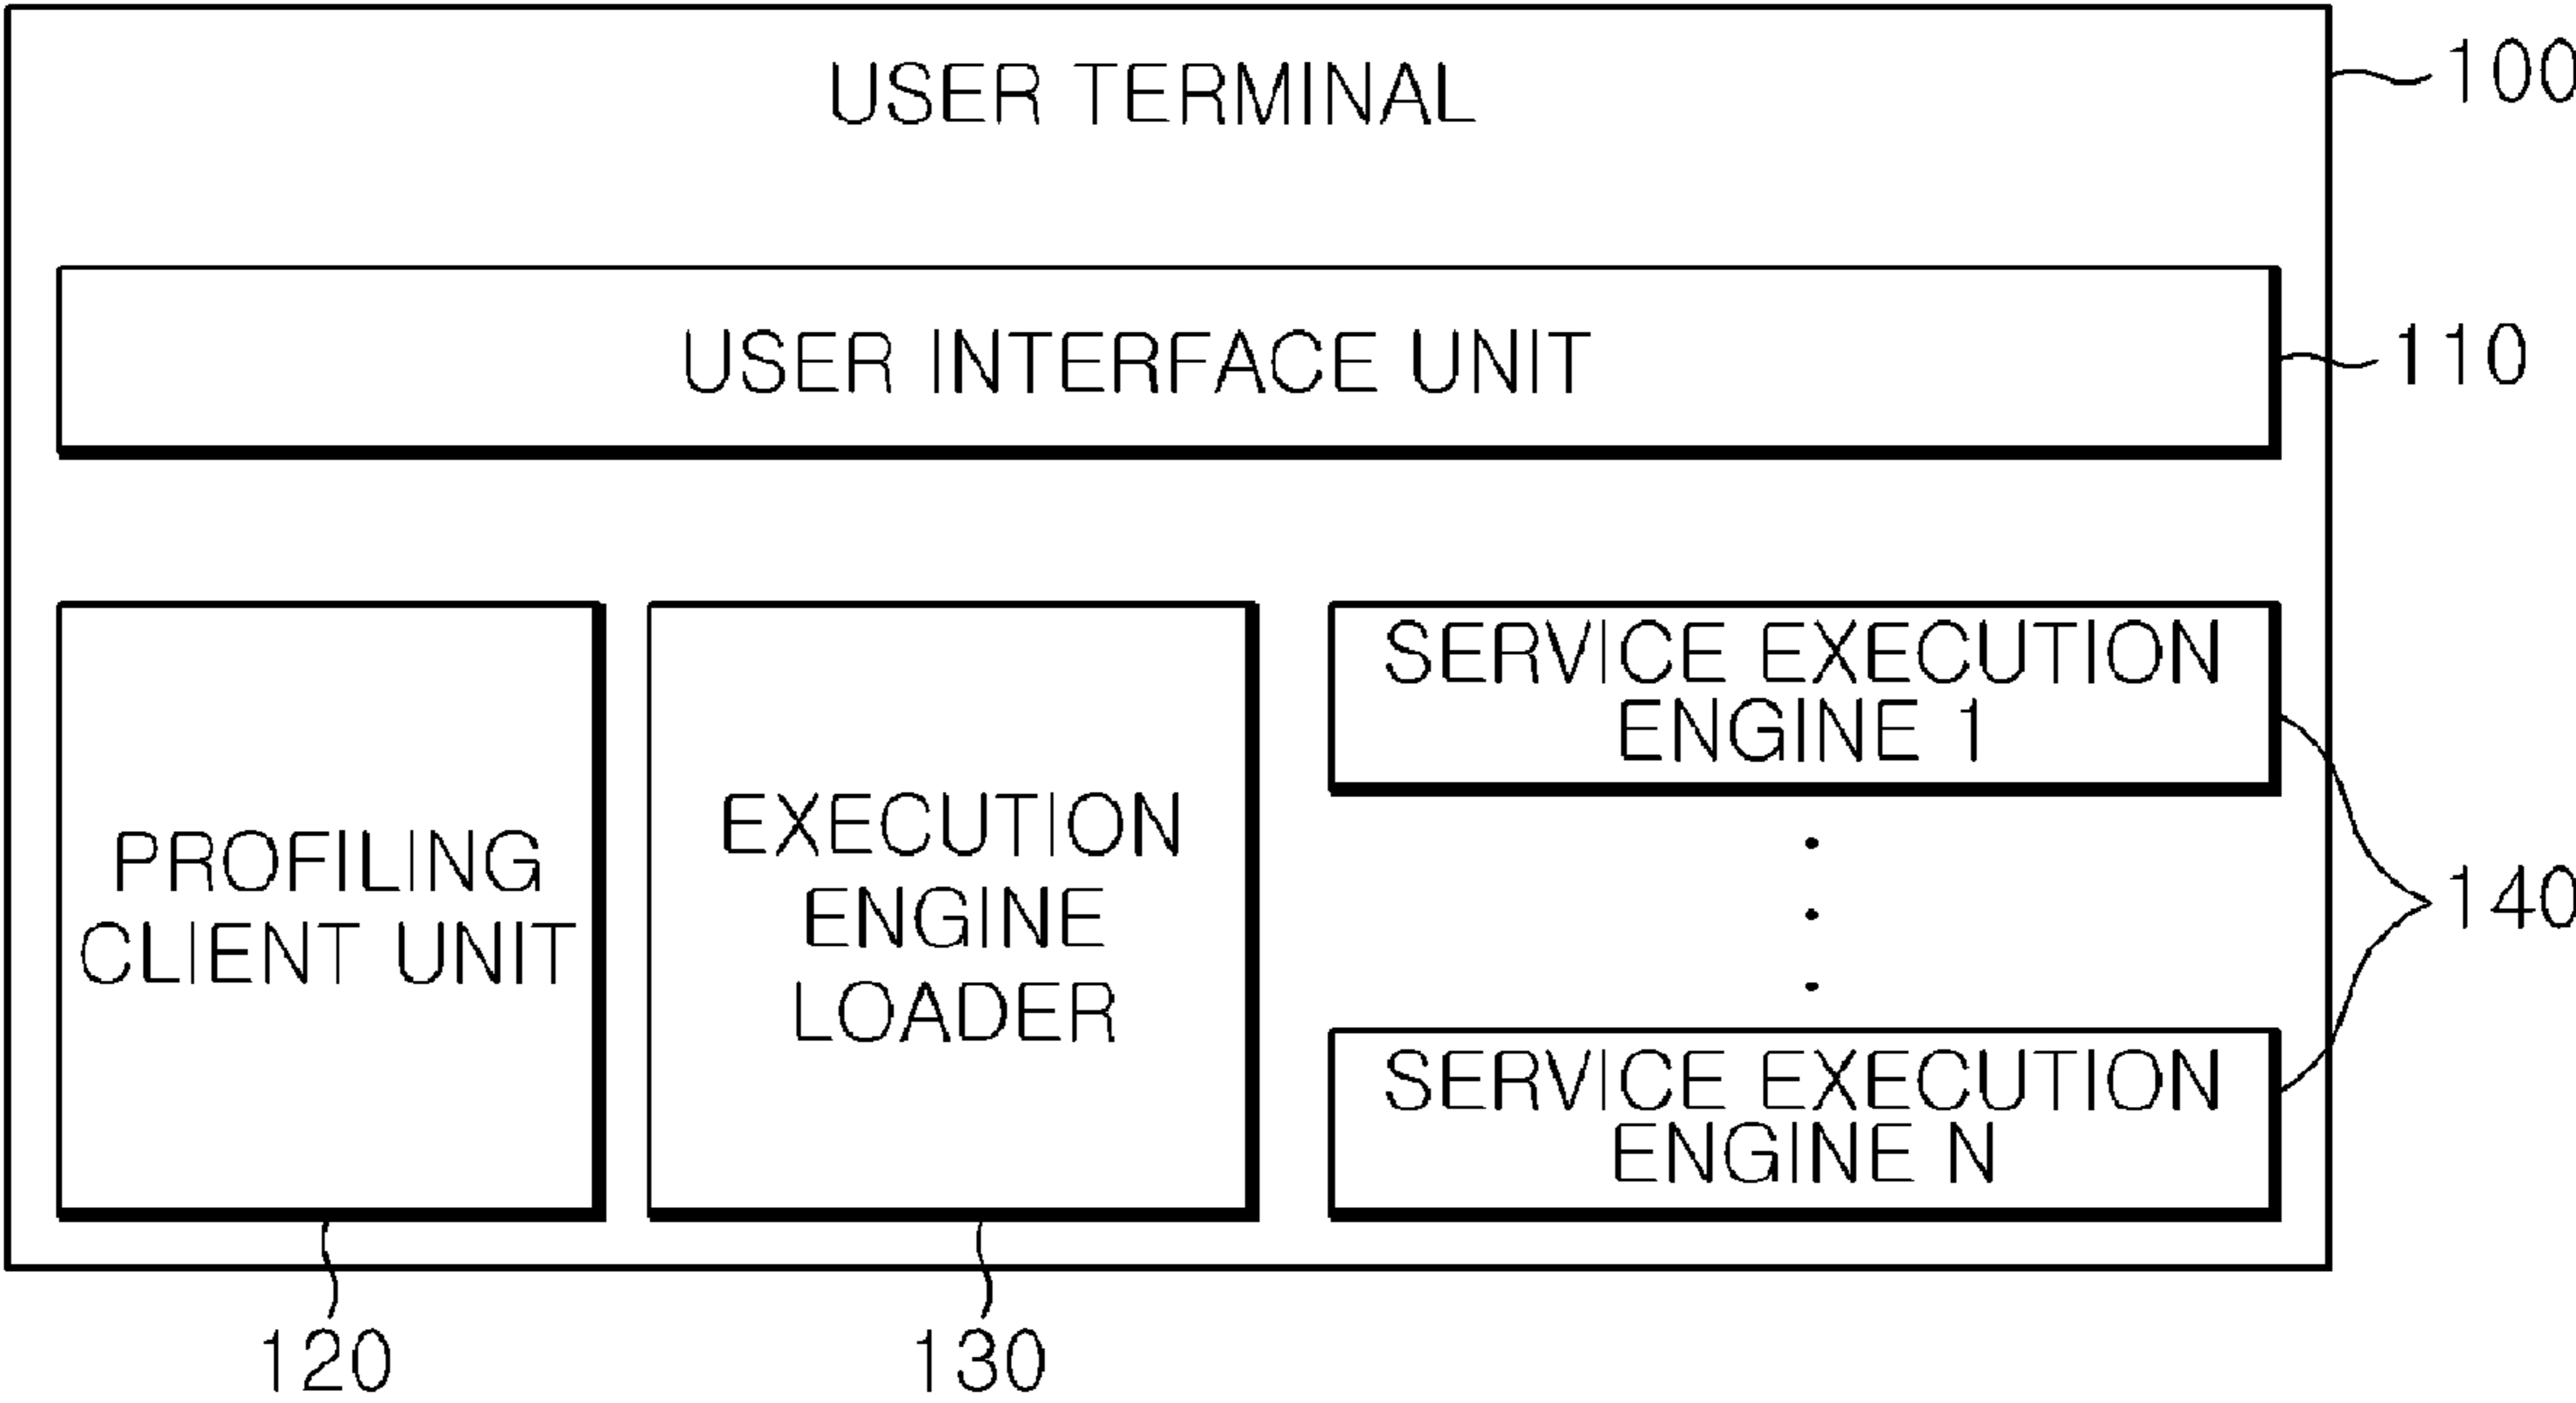 USER TERMINAL
100
USER INTERFACE UNIT
110
PROFILING
CLIENT UNIT
120
EXECUTION
ENGINE
LOADER
130
SERVICE EXECUTION
ENGINE 1
SERVICE EXECUTION
ENGINE N
140